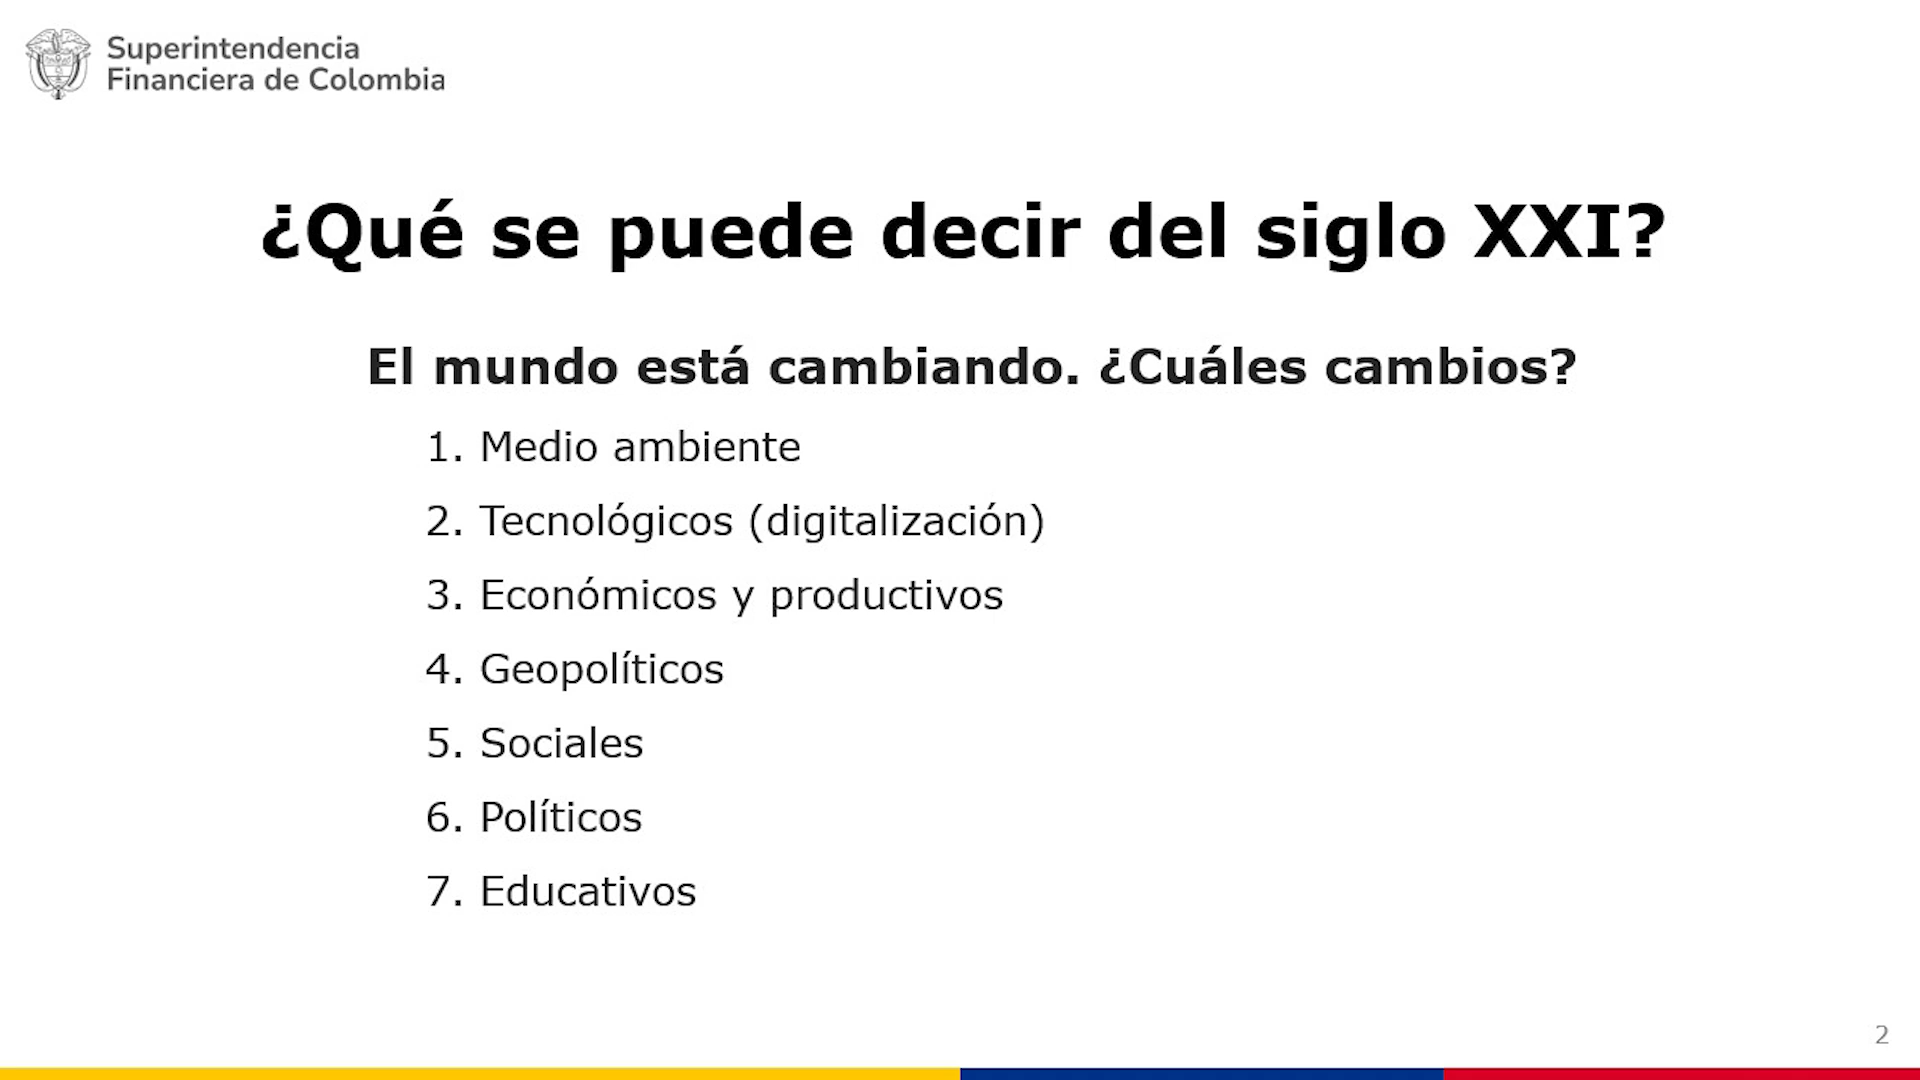 Superintendencia
Financiera de Colombia
¿Qué se puede decir del siglo XXI?
El mundo está cambiando. ¿Cuáles cambios?
1. Medio ambiente
2. Tecnológicos (digitalización)
3. Económicos y productivos
4. Geopolíticos
5. Sociales
6. Políticos
7. Educativos
2